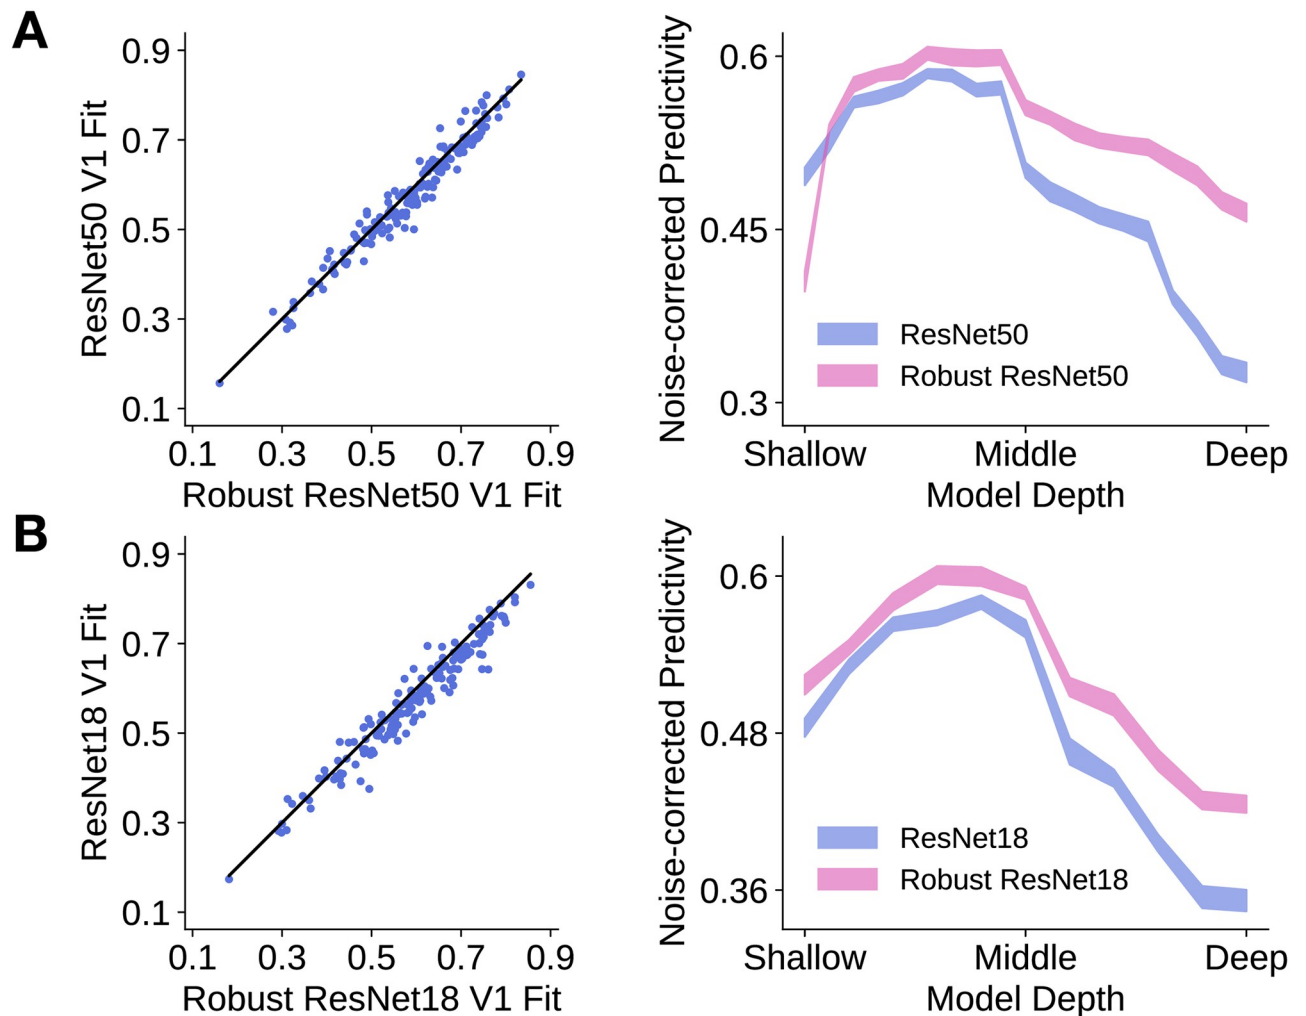 A
ResNet50 V1 Fit
0.9
0.7
0.5
0.3
0.1
0.1 0.3 0.5 0.7 0.9
Robust ResNet50 V1 Fit
Noise-corrected Predictivity
0.6
0.45
0.3
ResNet50
Robust ResNet50
Shallow Middle Deep
Model Depth
B
ResNet18 V1 Fit
0.9
0.7
0.5
0.3
0.1
0.1 0.3 0.5 0.7 0.9
Robust ResNet18 V1 Fit
Noise-corrected Predictivity
0.6
0.48
0.36
ResNet18
Robust ResNet18
Shallow Middle Deep
Model Depth